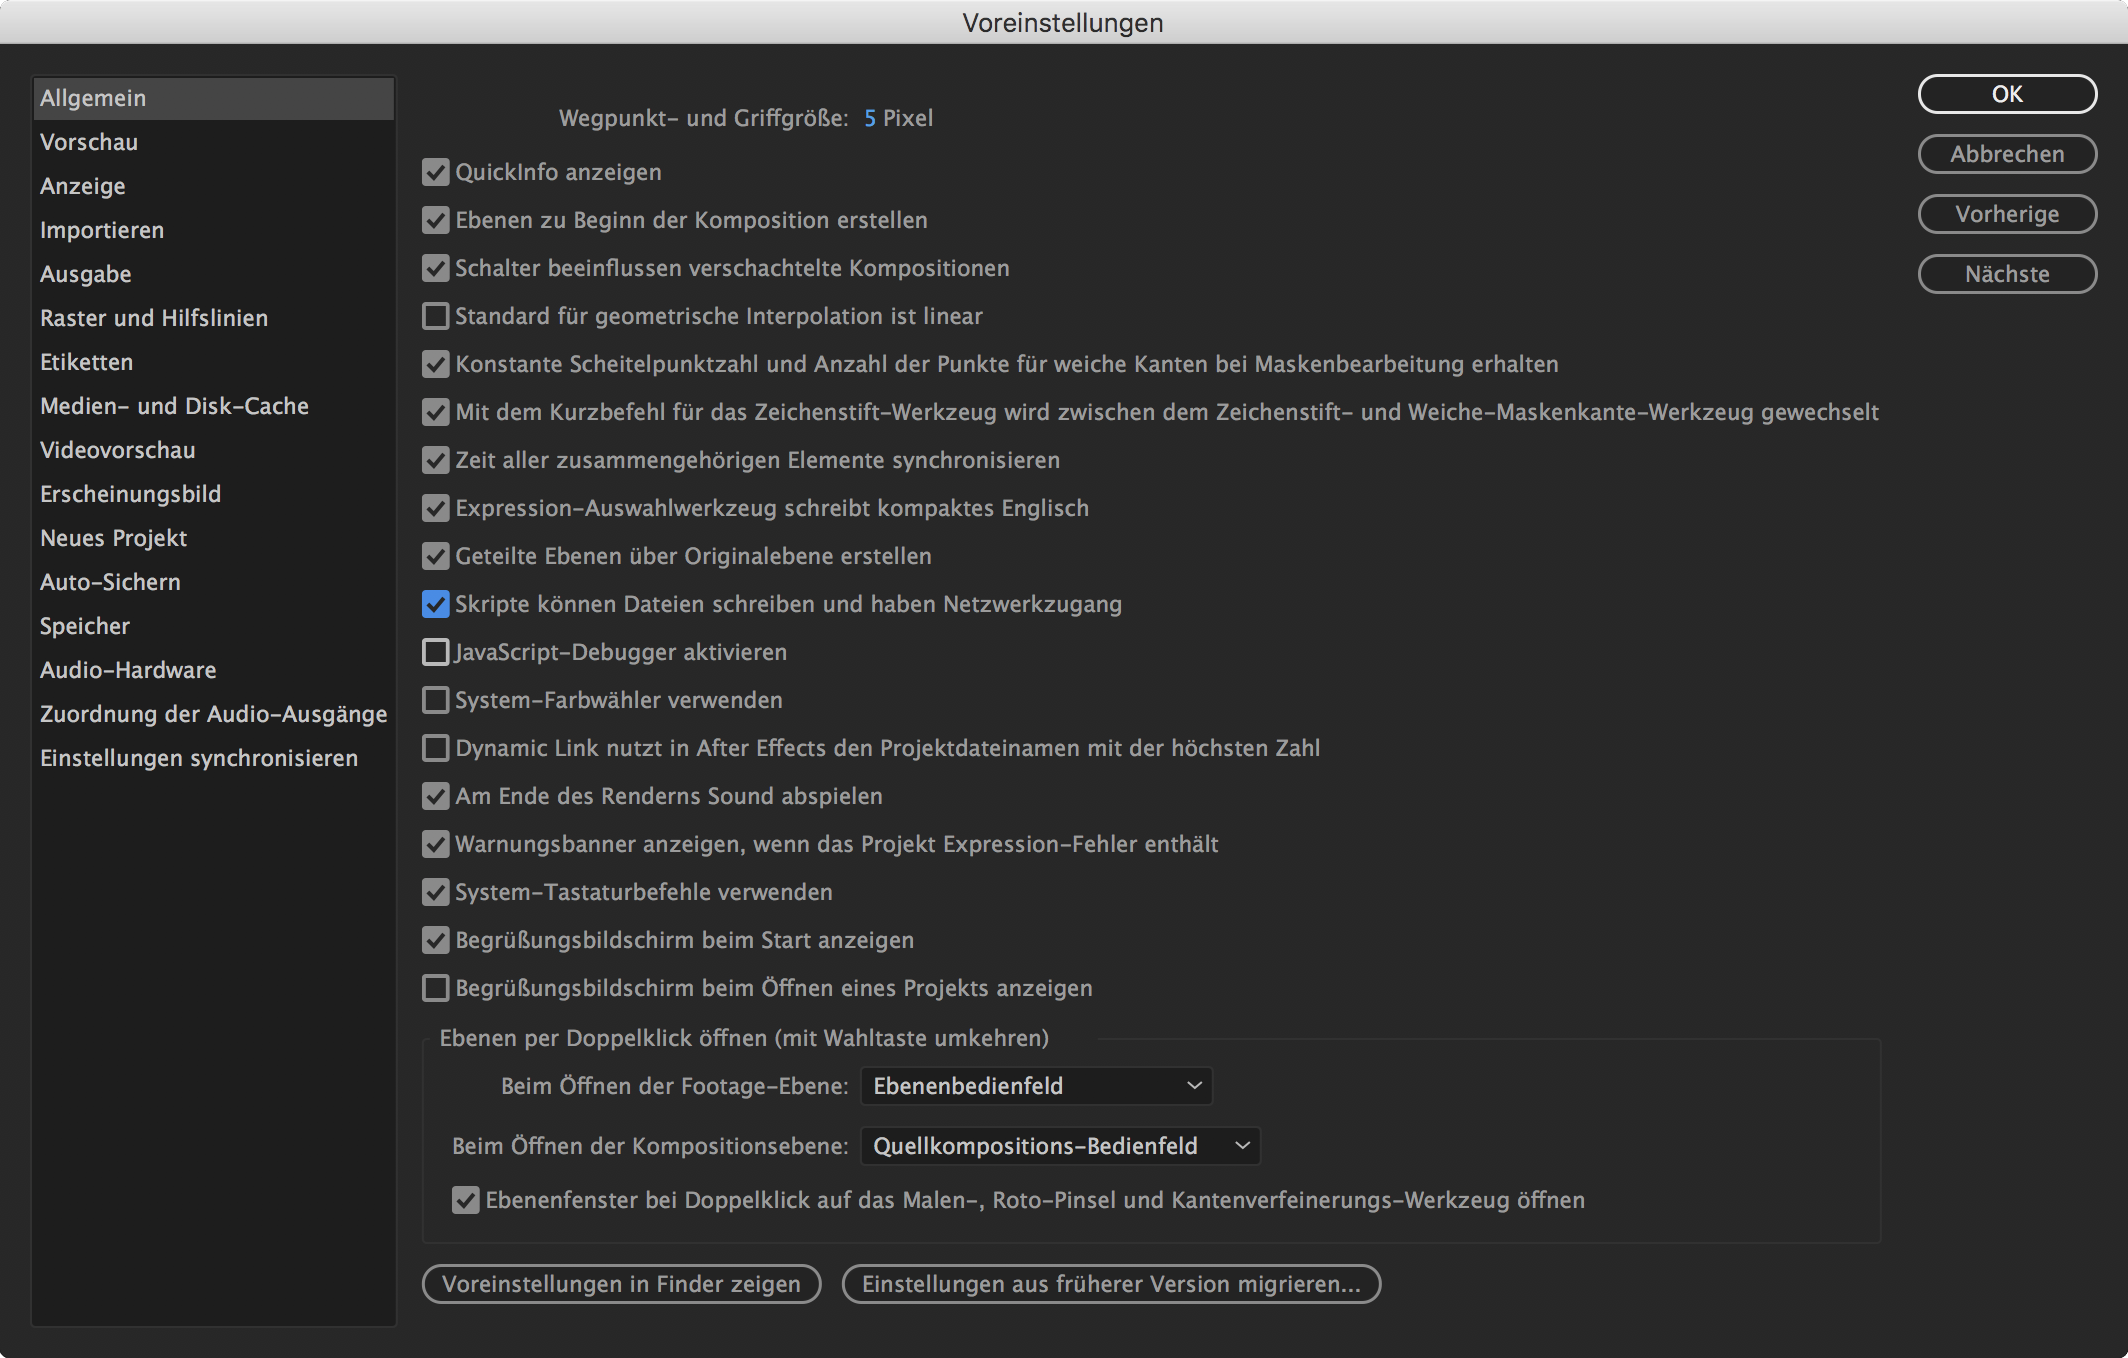 Voreinstellungen
Allgemein
Vorschau
Anzeige
Importieren
Ausgabe
Raster und Hilfslinien
Etiketten
Medien- und Disk-Cache
Videovorschau
Erscheinungsbild
Neues Projekt
Auto-Sichern
Speicher
Audio-Hardware
Zuordnung der Audio-Ausgänge
Einstellungen synchronisieren
Wegpunkt- und Griffgröße: 5 Pixel
QuickInfo anzeigen
Ebenen zu Beginn der Komposition erstellen
Schalter beeinflussen verschachtelte Kompositionen
Standard für geometrische Interpolation ist linear
Konstante Scheitelpunktzahl und Anzahl der Punkte für weiche Kanten bei Maskenbearbeitung erhalten
Mit dem Kurzbefehl für das Zeichenstift-Werkzeug wird zwischen dem Zeichenstift- und Weiche-Maskenkante-Werkzeug gewechselt
Zeit aller zusammengehörigen Elemente synchronisieren
Expression-Auswahlwerkzeug schreibt kompaktes Englisch
Geteilte Ebenen über Originalebene erstellen
Skripte können Dateien schreiben und haben Netzwerkzugang
JavaScript-Debugger aktivieren
System-Farbwähler verwenden
Dynamic Link nutzt in After Effects den Projektdateinamen mit der höchsten Zahl
Am Ende des Renderns Sound abspielen
Warnungsbanner anzeigen, wenn das Projekt Expression-Fehler enthält
System-Tastaturbefehle verwenden
Begrüßungsbildschirm beim Start anzeigen
Begrüßungsbildschirm beim Öffnen eines Projekts anzeigen
Ebenen per Doppelklick öffnen (mit Wahltaste umkehren)
Beim Öffnen der Footage-Ebene: Ebenenbedienfeld
Beim Öffnen der Kompositionsebene: Quellkompositions-Bedienfeld
Ebenenfenster bei Doppelklick auf das Malen-, Roto-Pinsel und Kantenverfeinerungs-Werkzeug öffnen
Voreinstellungen in Finder zeigen
Einstellungen aus früherer Version migrieren...
OK
Abbrechen
Vorherige
Nächste